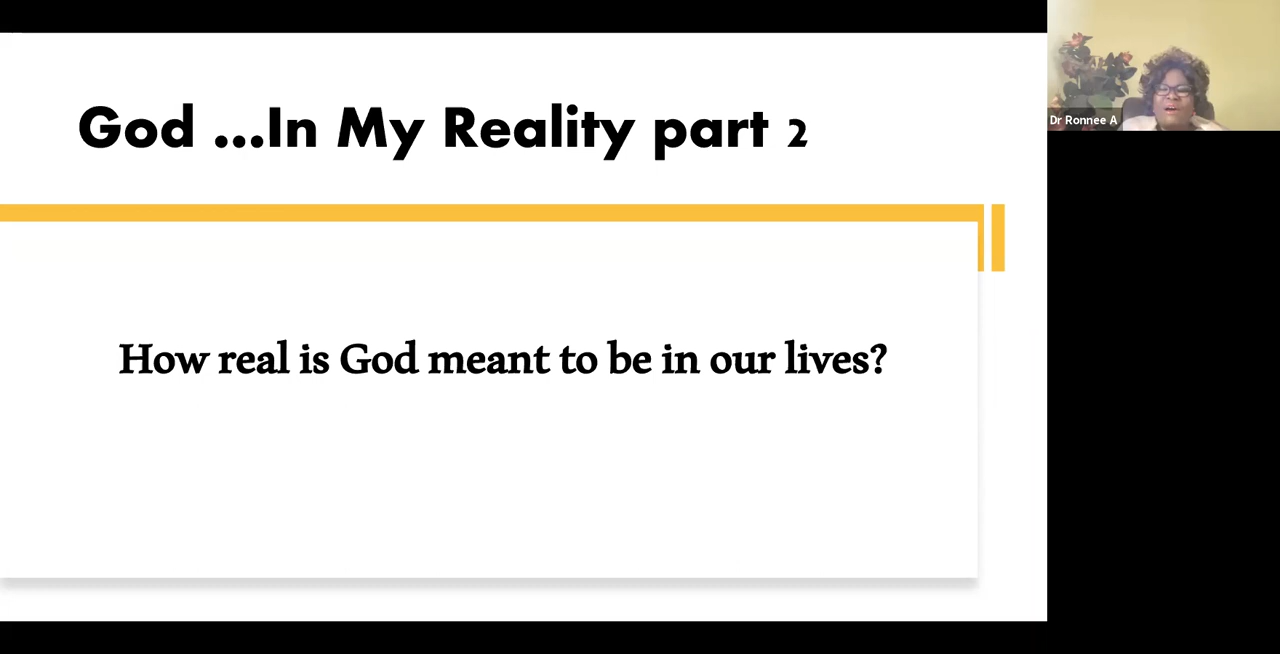 God ...In My Reality part 2
How real is God meant to be in our lives?
Dr Ronnee A